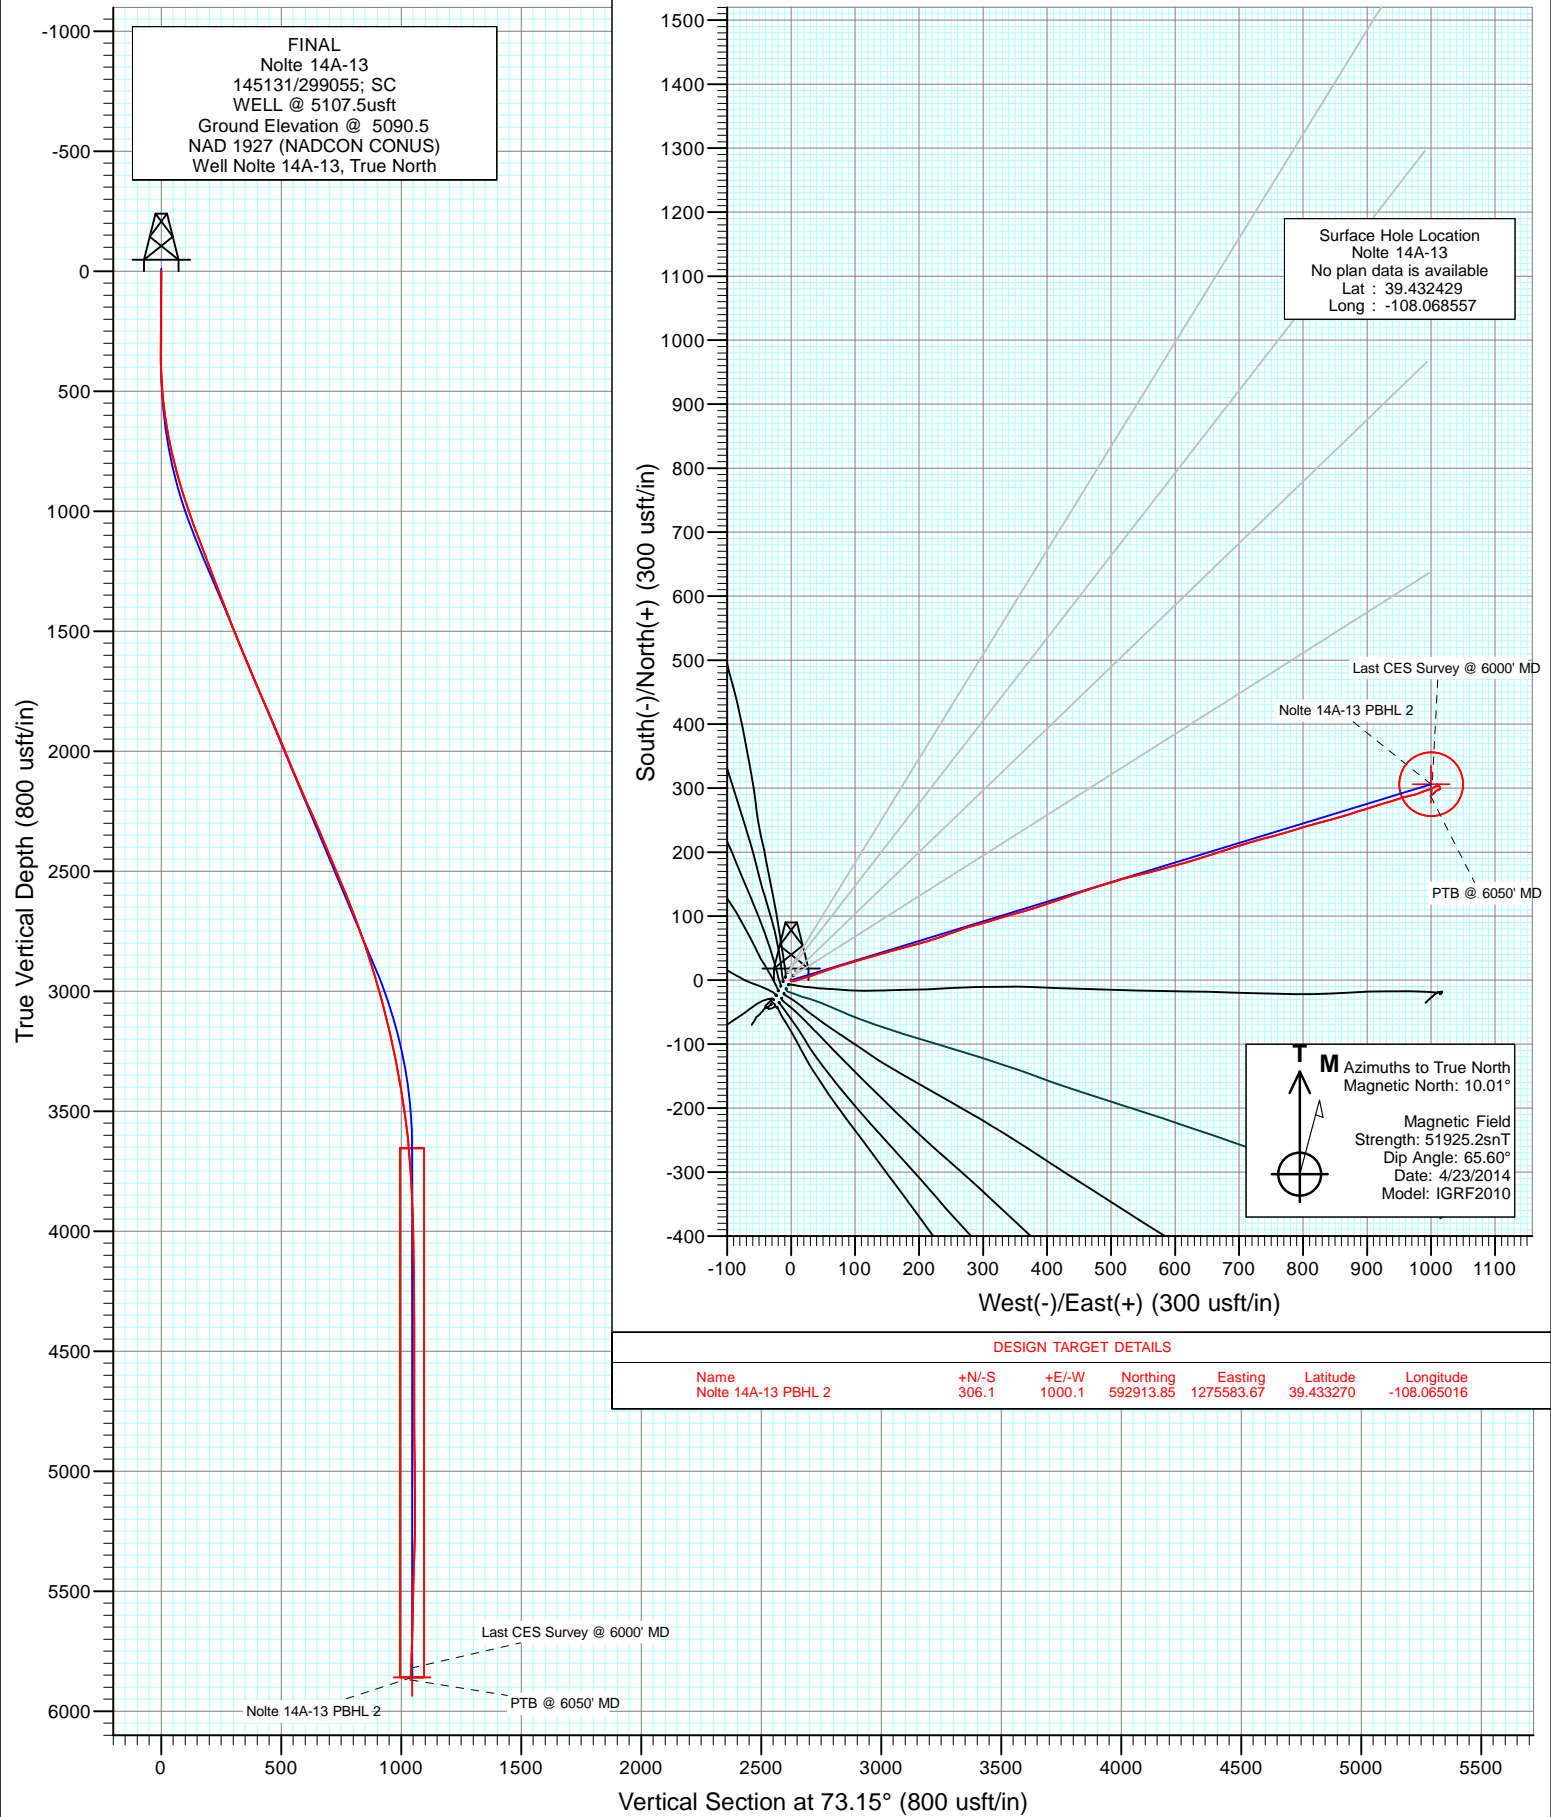 FINAL
Nolte 14A-13
145131/299055; SC
WELL @ 5107.5usft
Ground Elevation @ 5090.5
NAD 1927 (NADCON CONUS)
Well Nolte 14A-13, True North
-1000
-500
0
500
1000
1500
2000
2500
3000
3500
4000
4500
5000
5500
6000
True Vertical Depth (800 usft/in)
Last CES Survey @ 6000' MD
PTB @ 6050' MD
Nolte 14A-13 PBHL 2
0
500
1000
1500
2000
2500
3000
3500
4000
4500
5000
5500
Vertical Section at 73.15° (800 usft/in)
1500
1400
1300
1200
1100
1000
900
800
700
600
500
400
300
200
100
0
-100
-200
-300
-400
South(-)/North(+) (300 usft/in)
Surface Hole Location
Nolte 14A-13
No plan data is available
Lat : 39.432429
Long : -108.068557
Last CES Survey @ 6000' MD
Nolte 14A-13 PBHL 2
PTB @ 6050' MD
T
M
Azimuths to True North
Magnetic North: 10.01°
Magnetic Field
Strength: 51925.2snT
Dip Angle: 65.60°
Date: 4/23/2014
Model: IGRF2010
-100
0
100
200
300
400
500
600
700
800
900
1000
1100
West(-)/East(+) (300 usft/in)
DESIGN TARGET DETAILS
Name +N/-S +E/-W Northing Easting Latitude Longitude
Nolte 14A-13 PBHL 2 306.1 1000.1 592913.85 1275583.67 39.433270 -108.065016